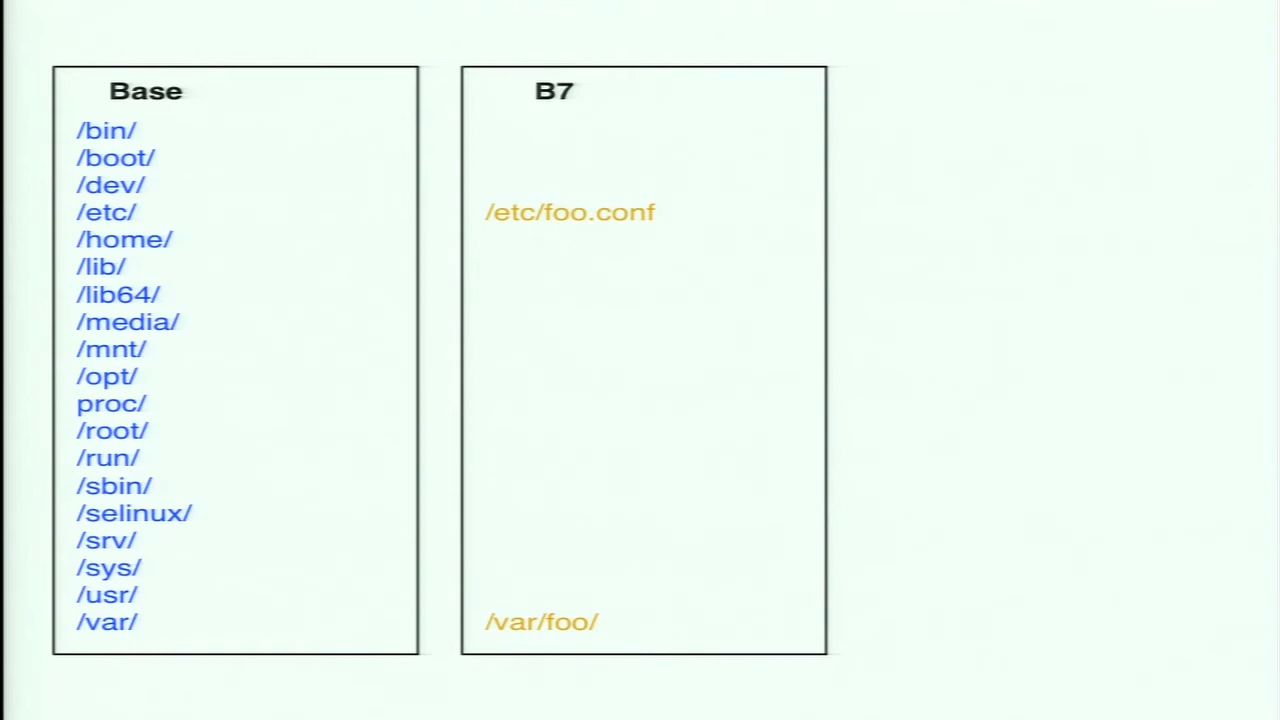 Base
/bin/
/boot/
/dev/
/etc/
/home/
/lib/
/lib64/
/media/
/mnt/
/opt/
proc/
/root/
/run/
/sbin/
/selinux/
/srv/
/sys/
/usr/
/var/
B7
/etc/foo.conf
/var/foo/